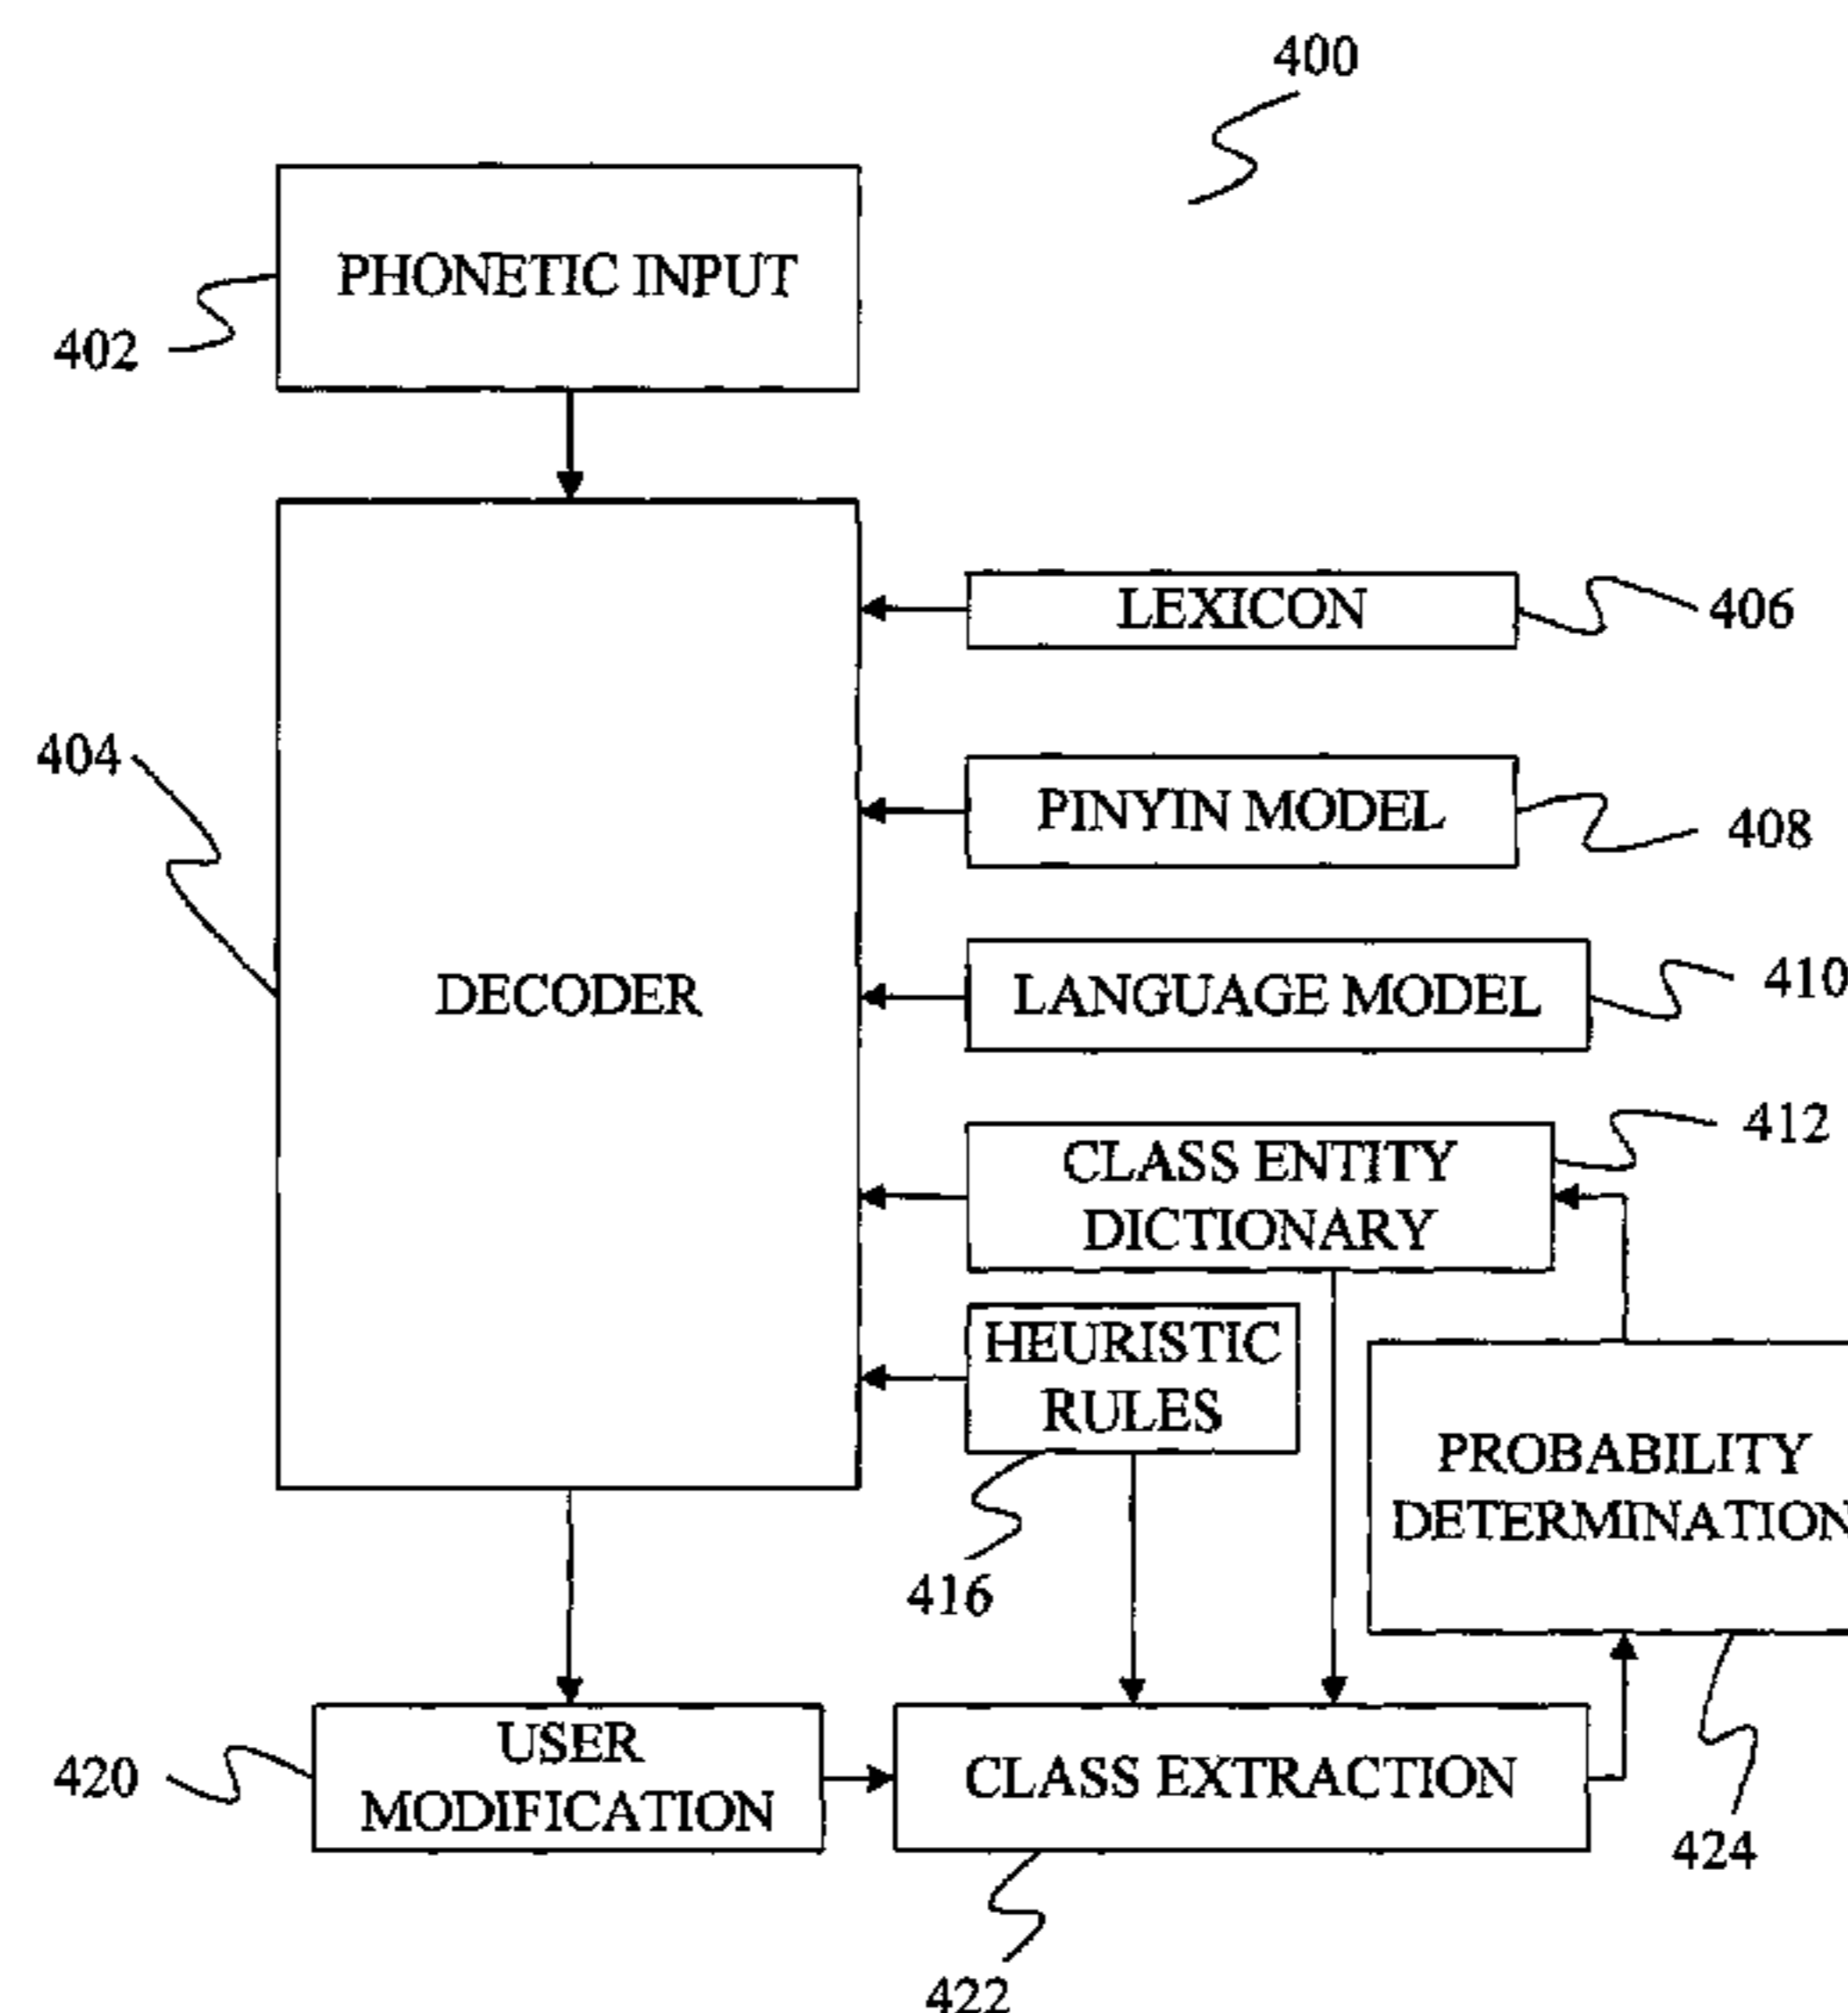 400
PHONETIC INPUT
402
LEXICON
406
404
PINYIN MODEL
408
DECODER
LANGUAGE MODEL
410
412
CLASS ENTITY
DICTIONARY
HEURISTIC
RULES
PROBABILITY
DETERMINATION
416
USER
MODIFICATION
420
CLASS EXTRACTION
424
422